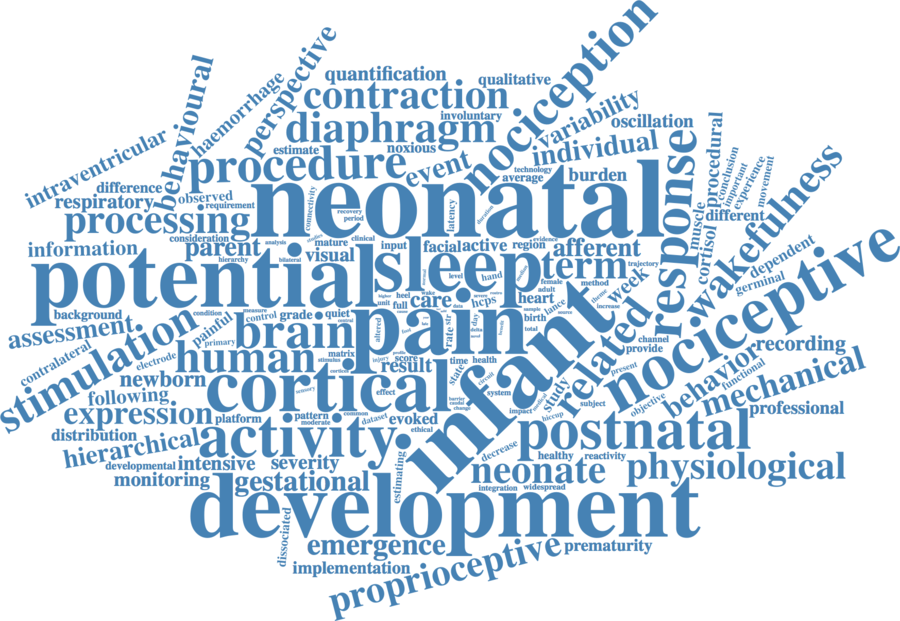 nociception
perspective
behavioural
haemorrhage
quantification
qualitative
contraction
variability
involuntary
oscillation
diaphragm
intraventricular
estimate
noxious
individual
procedural
conclusion
important
experience
movement
procedure
event
technology
average
burden
response
wakefulness
difference
observed
requirement
neonatal
respiratory
connectivity
recovery
period
latency
duration
muscle
cortisol
different
processing
consideration
analysis
mature
clinical
input
facial
active
region
evidence
afferent
information
parent
hierarchy
bilateral
visual
potential
sleep
term
trajectory
dependent
germinal
nociceptive
level
hand
female
adult
method
week
theme
increase
higher
unit
heel
full
care
hcps
heart
lance
background
condition
measure
control
grade
quiet
assessment
painful
primary
brain
pain
birth
sample
total
infant
related
channel
provide
stimulation
contralateral
electrode
human
matrix
stimulus
altered
injury
score
result
rate
str
day
delta
time
health
state
circuit
present
recording
behavior
functional
mechanical
newborn
following
cortical
effect
system
study
subject
objective
professional
expression
platform
pattern
moderate
common
dataset
evoked
ethical
change
impact
hiccup
distribution
hierarchical
activity
postnatal
decrease
healthy
reactivity
developmental
intensive
severity
estimating
neonate
physiological
monitoring
gestational
integration
widespread
development
dissociated
emergence
prematurity
implementation
proprioceptive